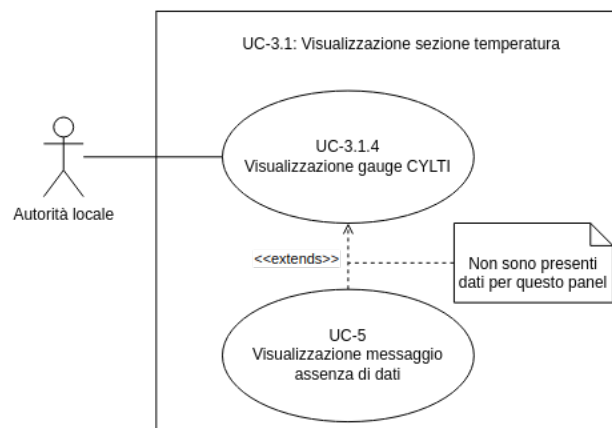 UC-3.1: Visualizzazione sezione temperatura
UC-3.1.4
Visualizzazione gauge CYLTI
Autorità locale
<<extends>>
Non sono presenti
dati per questo panel
UC-5
Visualizzazione messaggio
assenza di dati